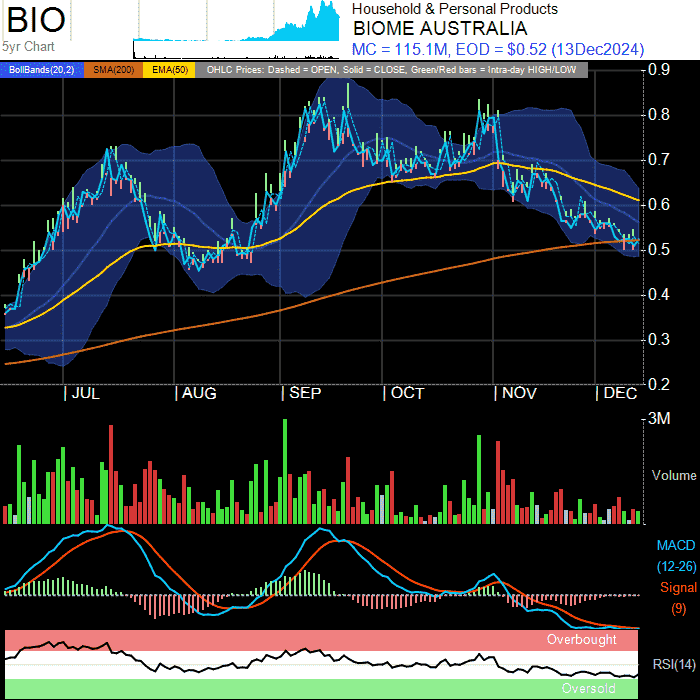 BIO
5yr Chart
Household & Personal Products
BIOME AUSTRALIA
MC = 115.1M, EOD = $0.52 (13Dec2024)
BollBands(20,2) SMA(200) EMA(50) OHLC Prices: Dashed = OPEN, Solid = CLOSE, Green/Red bars = Intra-day HIGH/LOW
0.9
0.8
0.7
0.6
0.5
0.4
0.3
0.2
| JUL | AUG | SEP | OCT | NOV | DEC
3M
Volume
MACD
(12-26)
Signal
(9)
Overbought
RSI(14)
Oversold